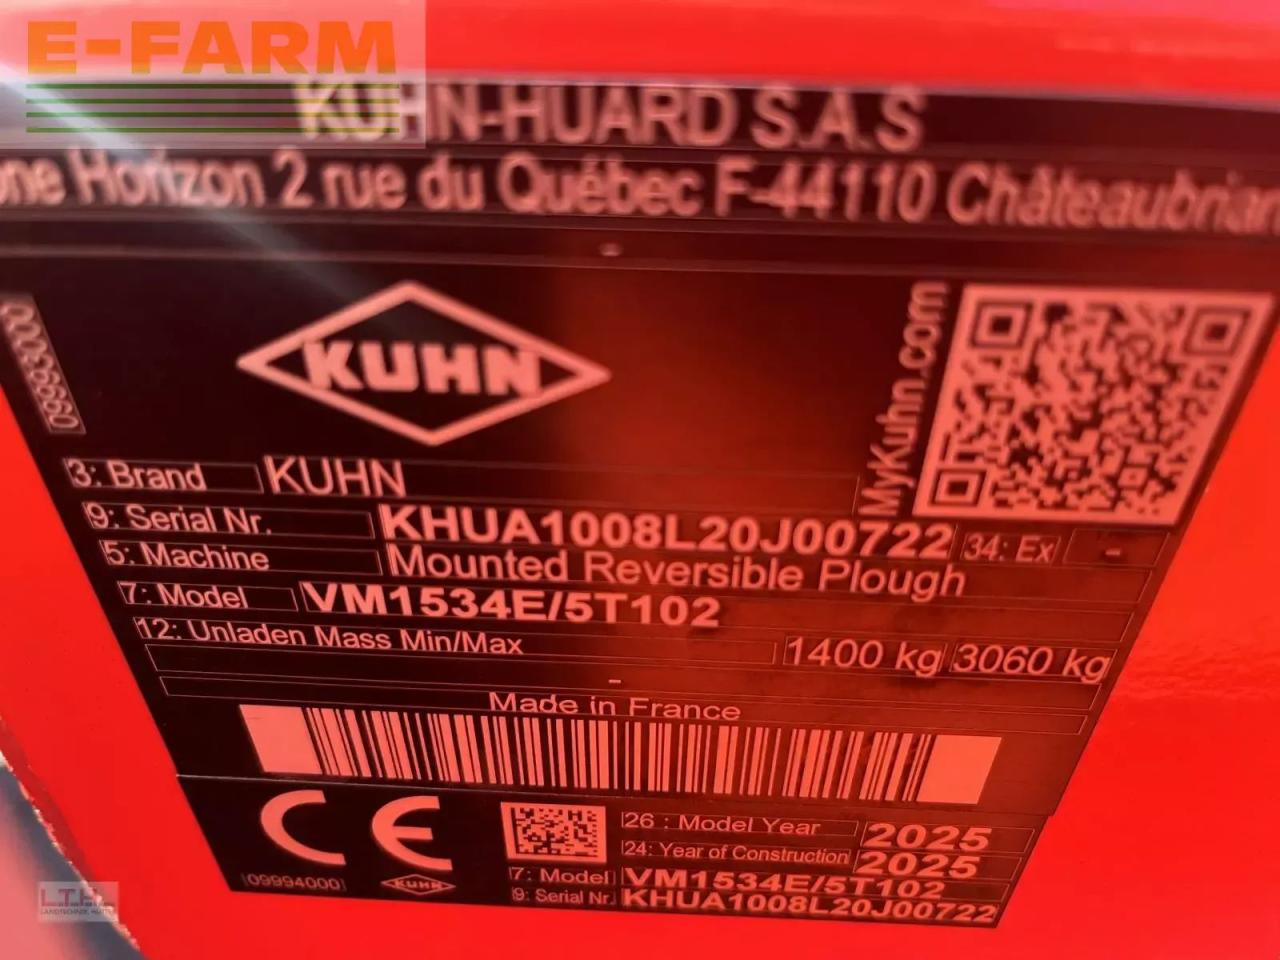 E-FARM
KUHN-HUARD S.A.S
one Horizon 2 rue du Québec F-44110 Châteaubrian
KUHN
MyKuhn.com
3: Brand KUHN
9: Serial Nr. KHUA1008L20J00722 34: Ex -
5: Machine Mounted Reversible Plough
7: Model VM1534E/5T102
12: Unladen Mass Min/Max 1400 kg 3060 kg
-
Made in France
CE
26 : Model Year 2025
24: Year of Construction 2025
7: Model VM1534E/5T102
9: Serial Nr. KHUA1008L20J00722
09994000
KUHN
L.T.H.
LANDTECHNIK HÜTTER